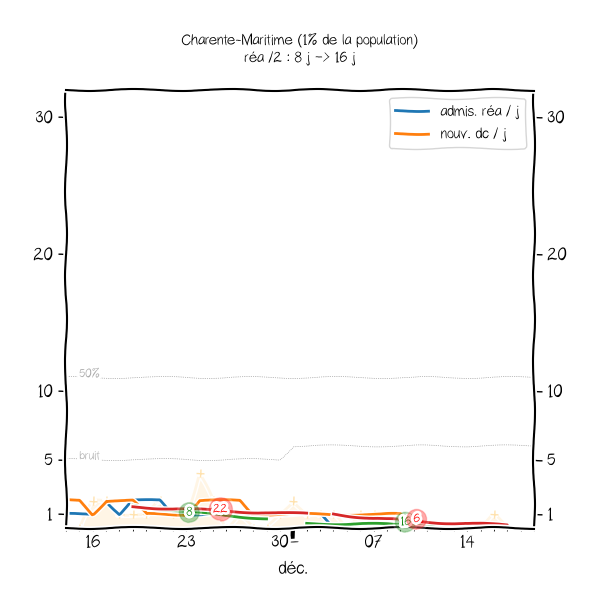 Charente-Maritime (1% de la population)
réa /2 : 8 j -> 16 j
admis. réa / j
nouv. dc / j
30 30
20 20
50%
10 10
bruit
5 5
1 1
8 22 16 6
16 23 30 07 14
déc.